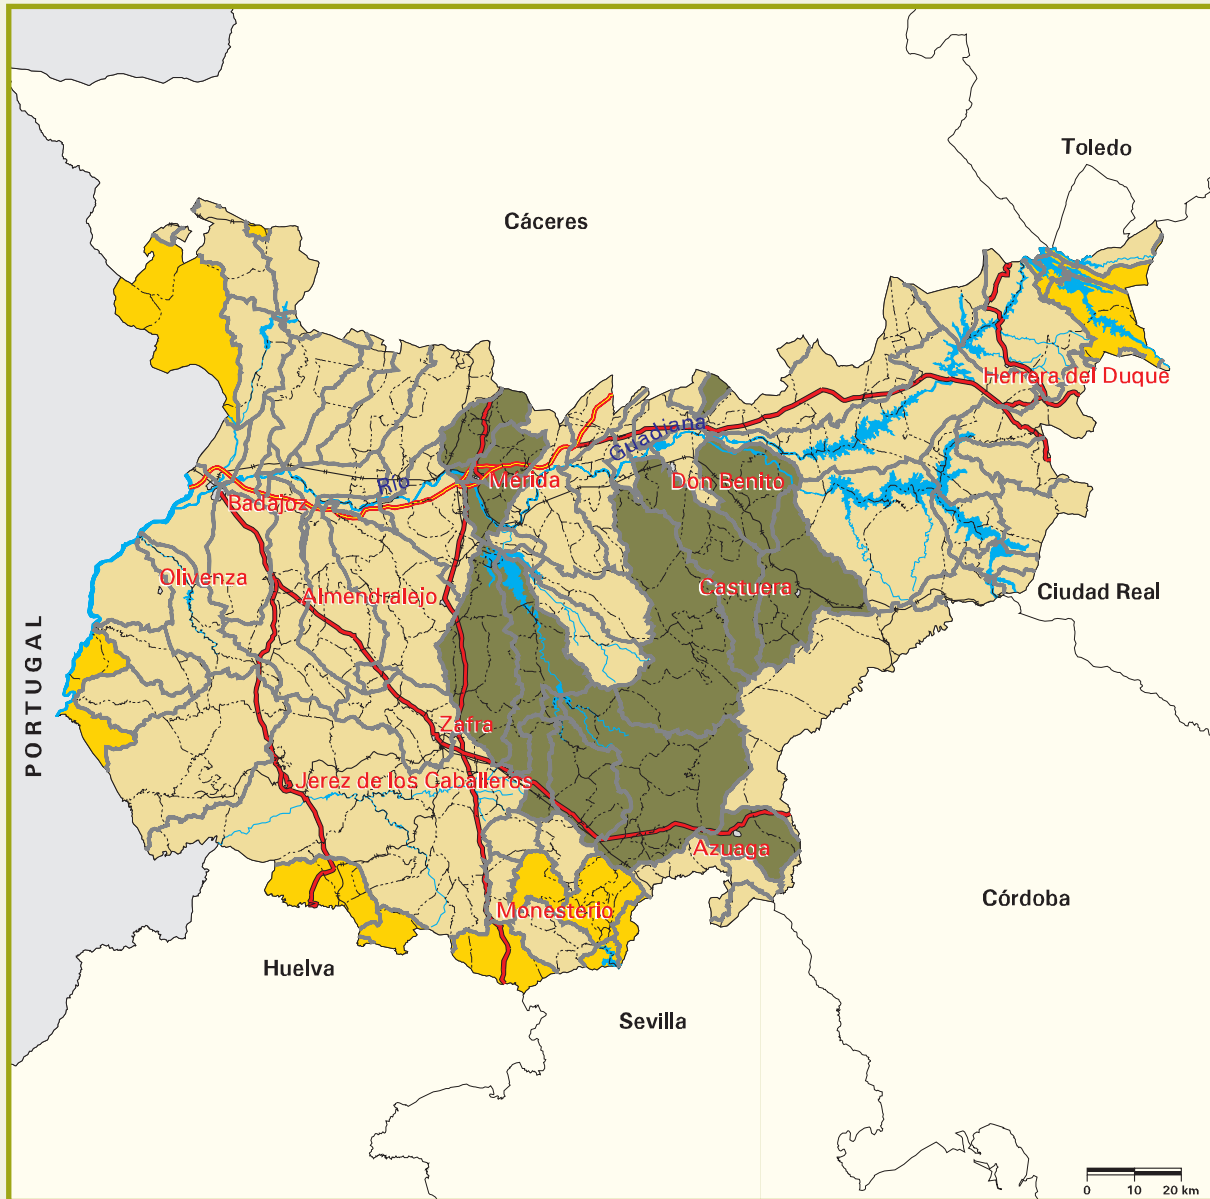 Toledo
Cáceres
Herrera del Duque
Río
Guadiana
Mérida
Don Benito
Badajoz
Olivenza
Almendralejo
Castuera
Ciudad Real
PORTUGAL
Zafra
Jerez de los Caballeros
Azuaga
Monesterio
Córdoba
Huelva
Sevilla
0 10 20 km